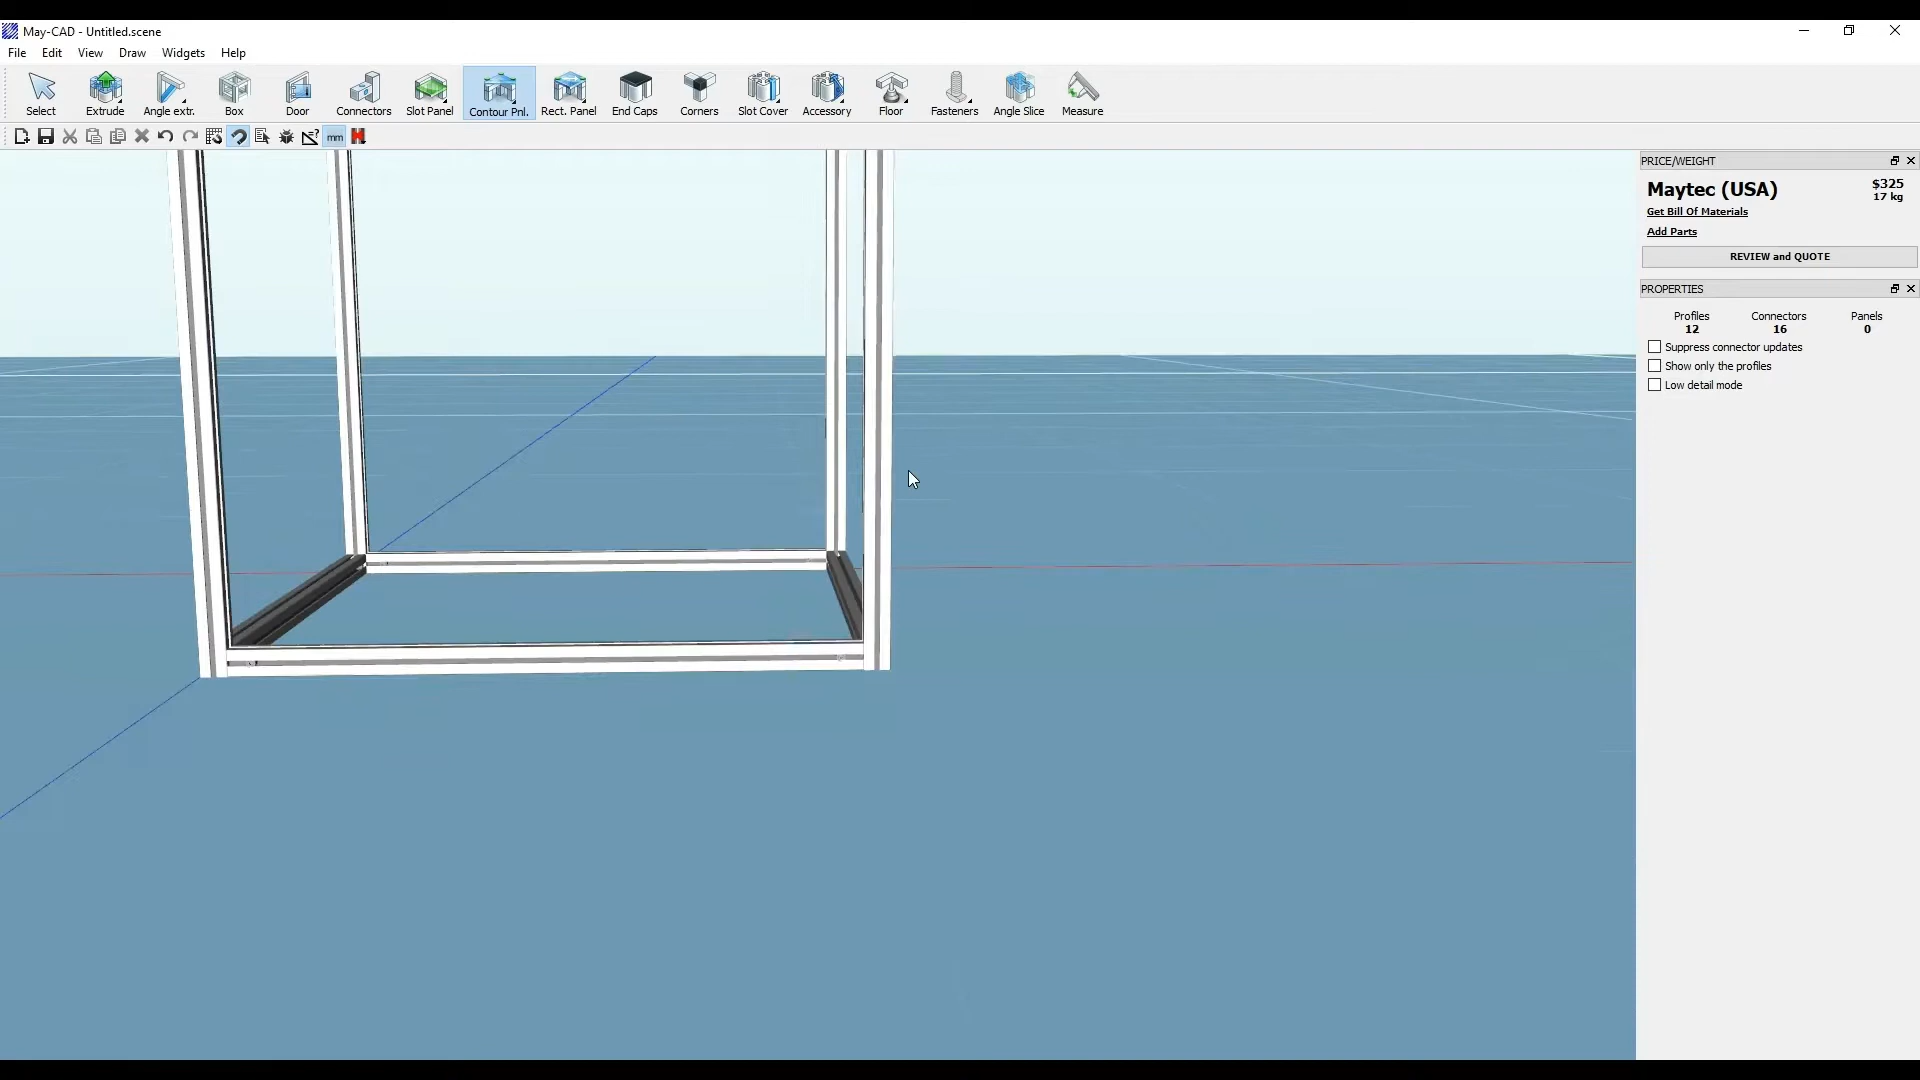 May-CAD - Untitled.scene
File Edit View Draw Widgets Help
Select Extrude Angle extr. Box Door Connectors Slot Panel Contour Pnl. Rect. Panel End Caps Corners Slot Cover Accessory Floor Fasteners Angle Slice Measure
mm
PRICE/WEIGHT
Maytec (USA) $325
17 kg
Get Bill Of Materials
Add Parts
REVIEW and QUOTE
PROPERTIES
Profiles Connectors Panels
12 16 0
Suppress connector updates
Show only the profiles
Low detail mode